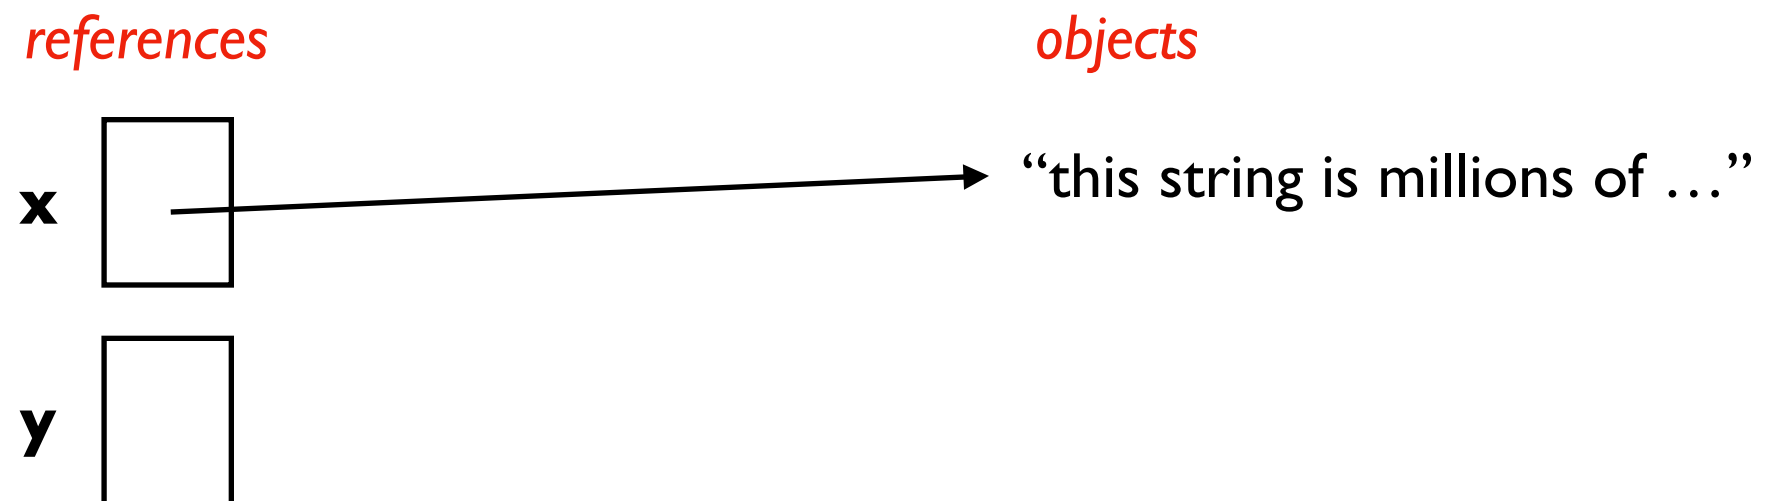 references objects
x “this string is millions of …”
y